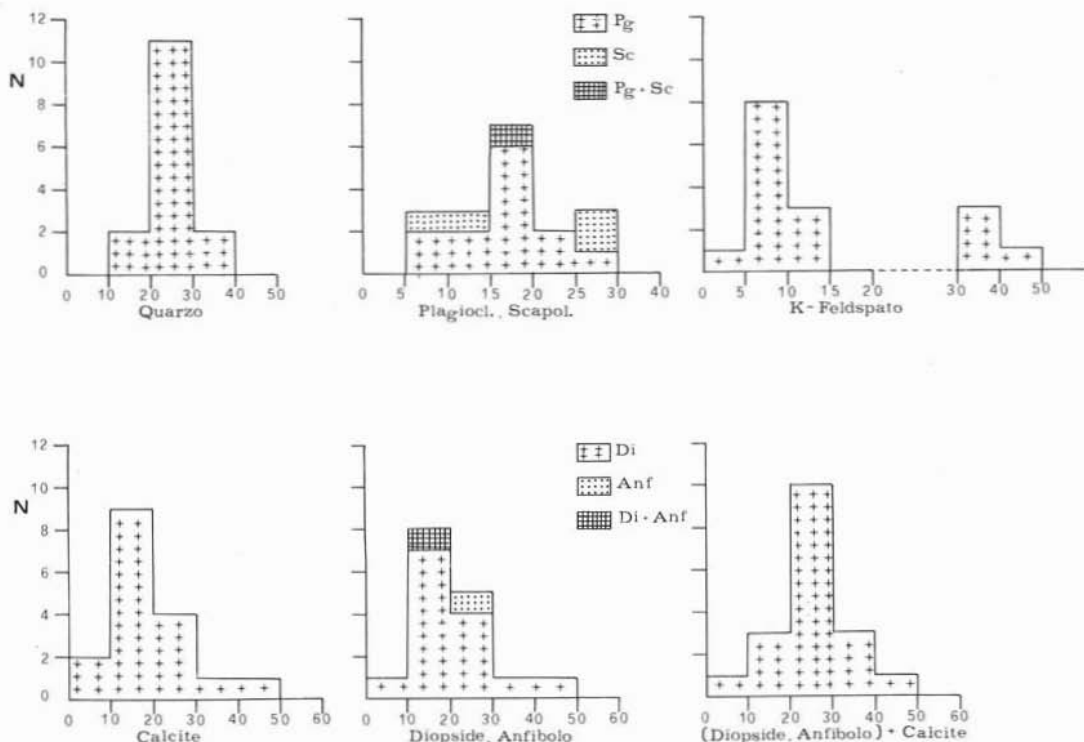 12
10
N
8
6
4
2
0
0 10 20 30 40 50
Quarzo
Pg
Sc
Pg + Sc
0 5 10 15 20 25 30 40
Plagiocl., Scapol.
0 5 10 15 20 30 40 50
K-Feldspato
12
10
N
8
6
4
2
0
0 10 20 30 40 50 60
Calcite
Di
Anf
Di + Anf
0 10 20 30 40 50 60
Diopside, Anfibolo
0 10 20 30 40 50 60
(Diopside, Anfibolo) + Calcite